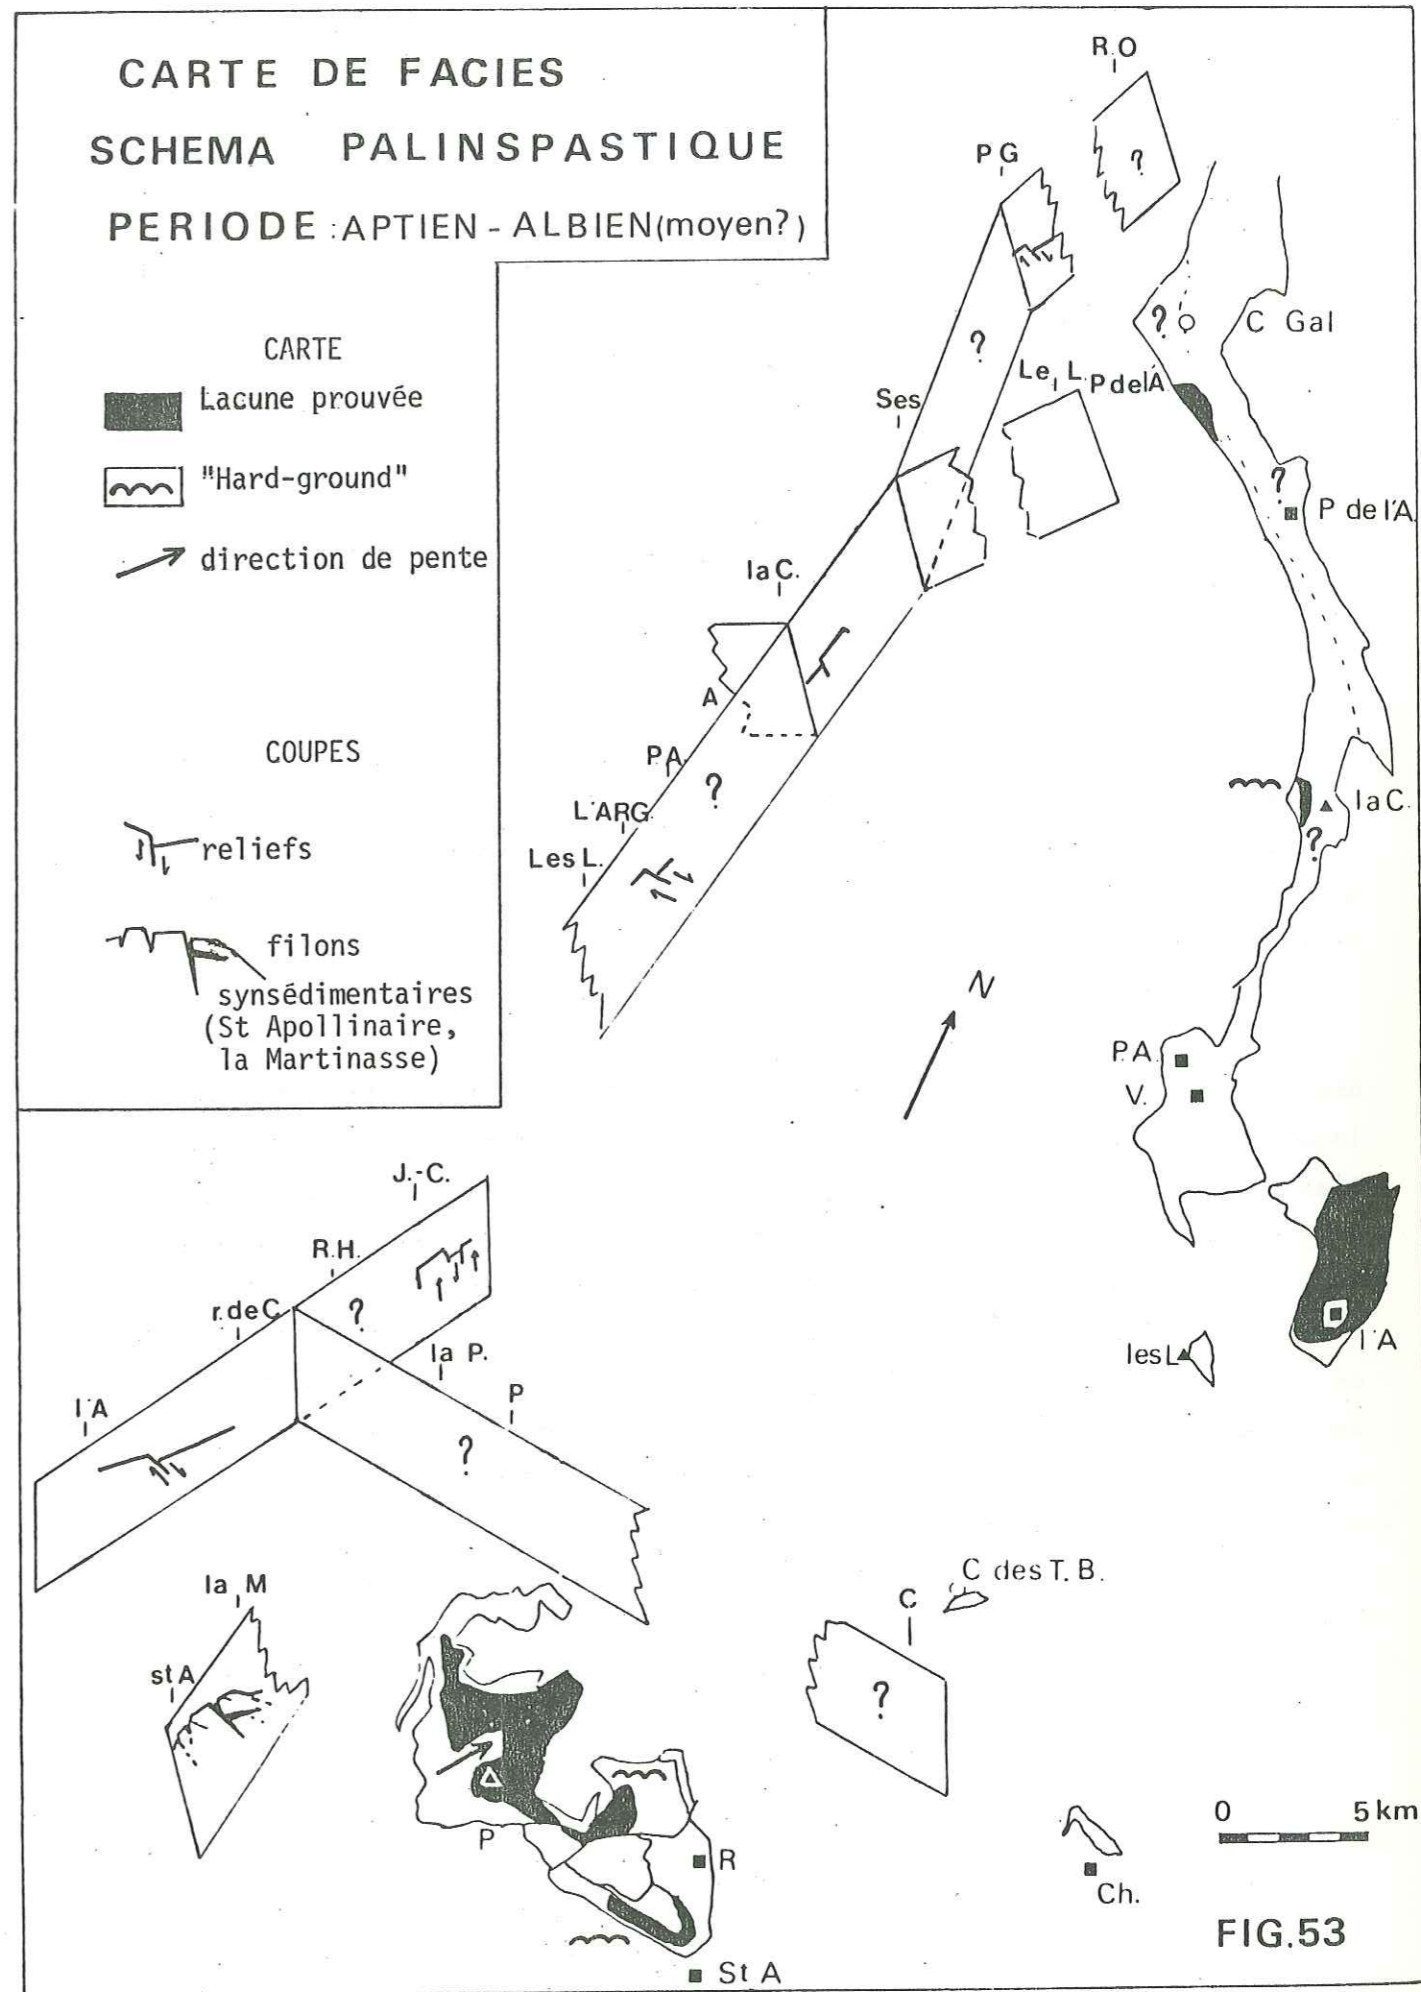 CARTE DE FACIES
SCHEMA PALINSPASTIQUE
PERIODE : APTIEN - ALBIEN (moyen?)
CARTE
Lacune prouvée
"Hard-ground"
direction de pente
COUPES
reliefs
filons
synsédimentaires
(St Apollinaire,
la Martinasse)
R.O
?
P G
?
? C Gal
Le L. P de l'A
Ses
?
P de l'A
la C.
A
P.A.
?
L'ARG.
Les L.
la C.
?
N
P.A.
V.
l'A
les L
J.-C.
R.H.
?
r. de C.
la P.
P
l'A
?
la M
st A
C des T. B.
C
?
P
R
St A
0 5 km
Ch.
FIG.53